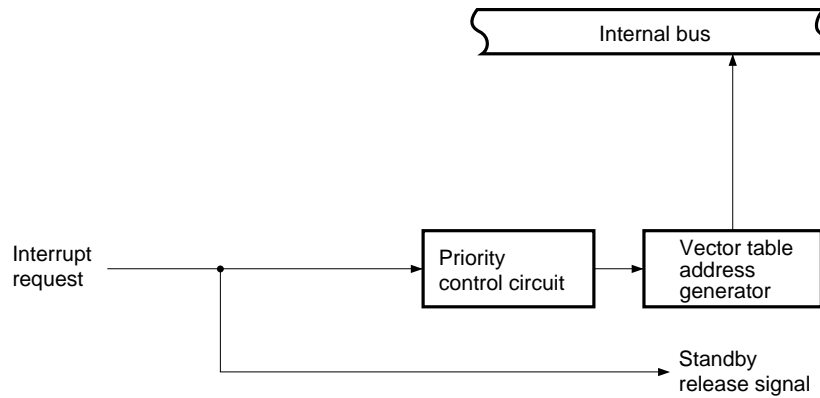 Internal bus
Interrupt
request
Priority
control circuit
Vector table
address
generator
Standby
release signal